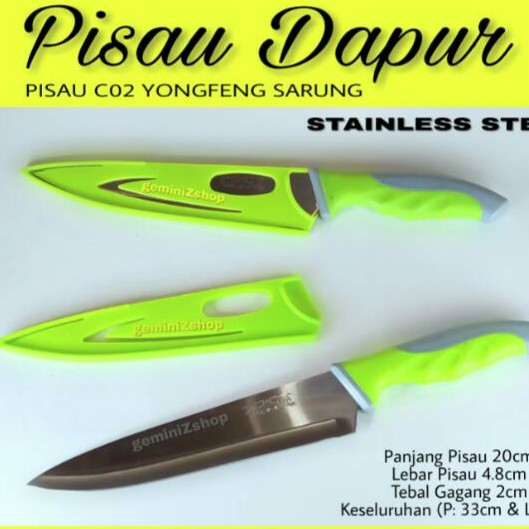 Pisau Dapur
PISAU C02 YONGFENG SARUNG
STAINLESS STE
geminiZshop
geminiZshop
geminiZshop
Panjang Pisau 20cm
Lebar Pisau 4.8cm
Tebal Gagang 2cm
Keseluruhan (P: 33cm & L